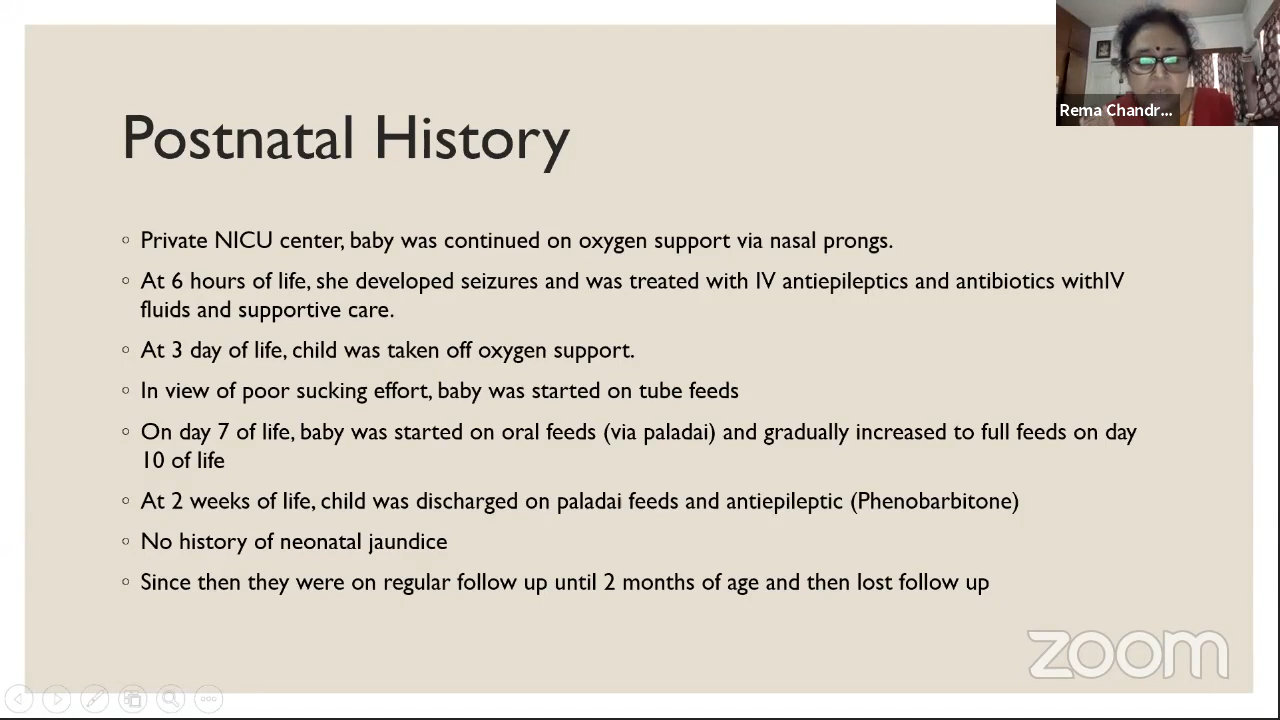 Rema Chandr...
Postnatal History
Private NICU center, baby was continued on oxygen support via nasal prongs.
At 6 hours of life, she developed seizures and was treated with IV antiepileptics and antibiotics withIV
fluids and supportive care.
At 3 day of life, child was taken off oxygen support.
In view of poor sucking effort, baby was started on tube feeds
On day 7 of life, baby was started on oral feeds (via paladai) and gradually increased to full feeds on day
10 of life
At 2 weeks of life, child was discharged on paladai feeds and antiepileptic (Phenobarbitone)
No history of neonatal jaundice
Since then they were on regular follow up until 2 months of age and then lost follow up
zoom